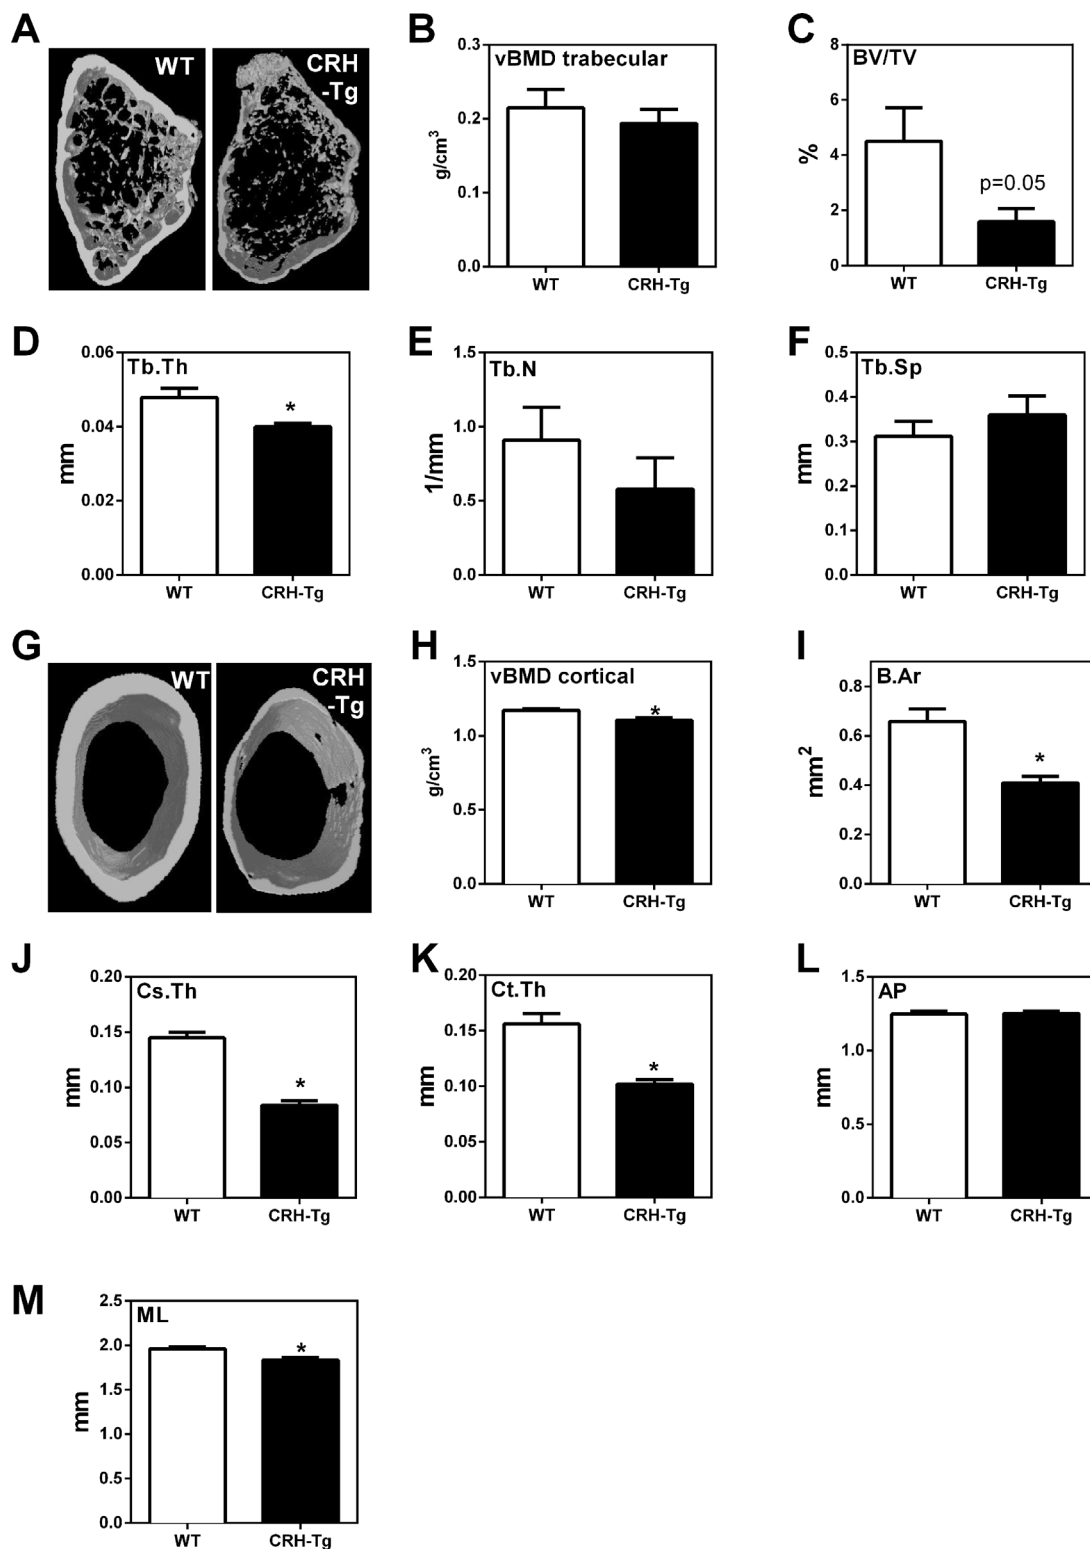 A
WT
CRH
-Tg
B
vBMD trabecular
g/cm³
0.3
0.2
0.1
0.0
WT
CRH-Tg
C
BV/TV
%
8
6
4
2
0
p=0.05
WT
CRH-Tg
D
Tb.Th
mm
0.06
0.04
0.02
0.00
*
WT
CRH-Tg
E
Tb.N
1/mm
1.5
1.0
0.5
0.0
WT
CRH-Tg
F
Tb.Sp
mm
0.5
0.4
0.3
0.2
0.1
0.0
WT
CRH-Tg
G
WT
CRH
-Tg
H
vBMD cortical
g/cm³
1.5
1.0
0.5
0.0
*
WT
CRH-Tg
I
B.Ar
mm²
0.8
0.6
0.4
0.2
0.0
*
WT
CRH-Tg
J
Cs.Th
mm
0.20
0.15
0.10
0.05
0.00
*
WT
CRH-Tg
K
Ct.Th
mm
0.20
0.15
0.10
0.05
0.00
*
WT
CRH-Tg
L
AP
mm
1.5
1.0
0.5
0.0
WT
CRH-Tg
M
ML
mm
2.5
2.0
1.5
1.0
0.5
0.0
*
WT
CRH-Tg